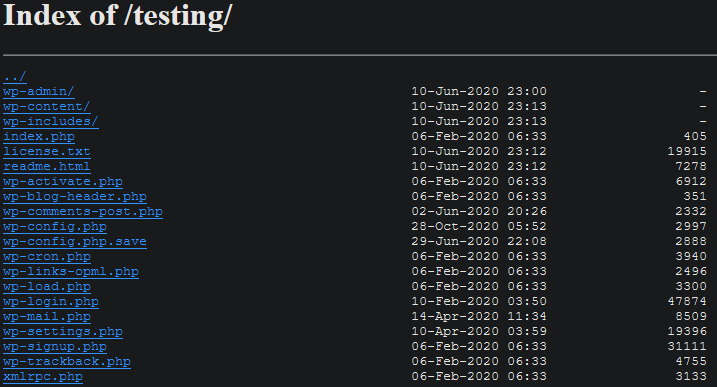 Index of /testing/
../
wp-admin/ 10-Jun-2020 23:00 -
wp-content/ 10-Jun-2020 23:13 -
wp-includes/ 10-Jun-2020 23:13 -
index.php 06-Feb-2020 06:33 405
license.txt 10-Jun-2020 23:12 19915
readme.html 10-Jun-2020 23:12 7278
wp-activate.php 06-Feb-2020 06:33 6912
wp-blog-header.php 06-Feb-2020 06:33 351
wp-comments-post.php 02-Jun-2020 20:26 2332
wp-config.php 28-Oct-2020 05:52 2997
wp-config.php.save 29-Jun-2020 22:08 2888
wp-cron.php 06-Feb-2020 06:33 3940
wp-links-opml.php 06-Feb-2020 06:33 2496
wp-load.php 06-Feb-2020 06:33 3300
wp-login.php 10-Feb-2020 03:50 47874
wp-mail.php 14-Apr-2020 11:34 8509
wp-settings.php 10-Apr-2020 03:59 19396
wp-signup.php 06-Feb-2020 06:33 31111
wp-trackback.php 06-Feb-2020 06:33 4755
xmlrpc.php 06-Feb-2020 06:33 3133